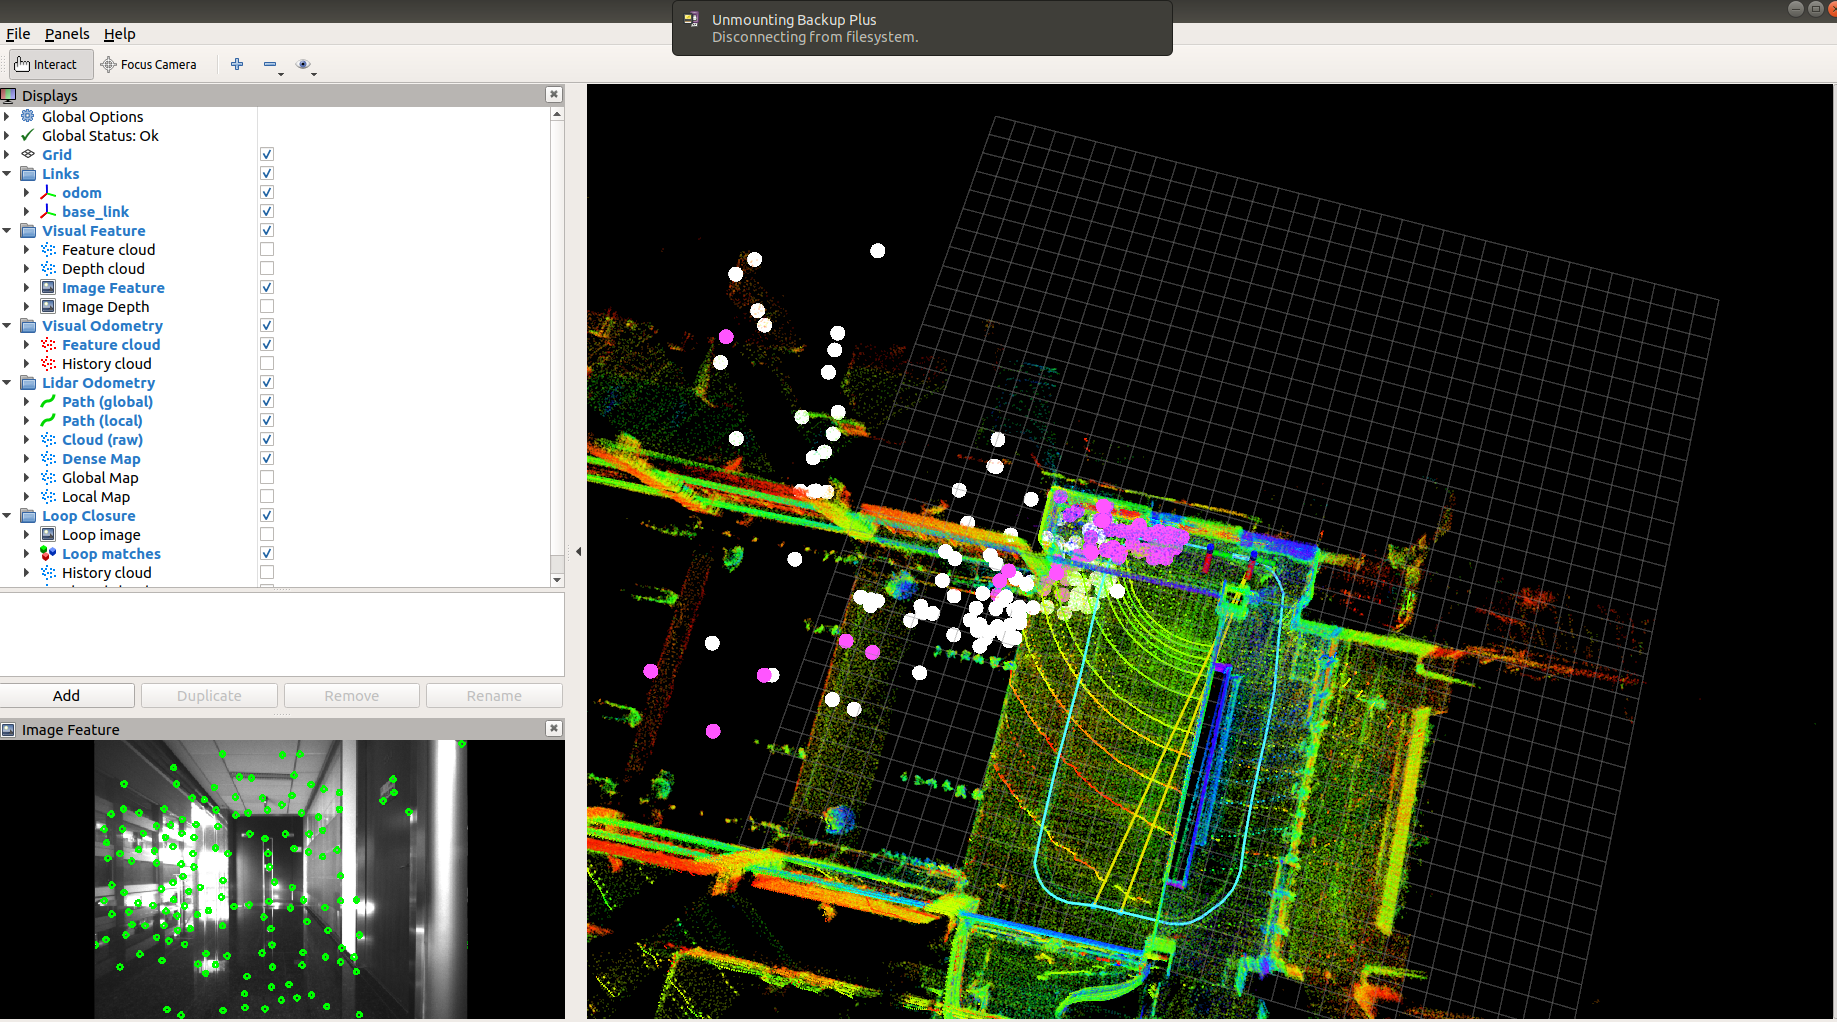 Unmounting Backup Plus
Disconnecting from filesystem.
File Panels Help
Interact Focus Camera
Displays
Global Options
Global Status: Ok
Grid
Links
odom
base_link
Visual Feature
Feature cloud
Depth cloud
Image Feature
Image Depth
Visual Odometry
Feature cloud
History cloud
Lidar Odometry
Path (global)
Path (local)
Cloud (raw)
Dense Map
Global Map
Local Map
Loop Closure
Loop image
Loop matches
History cloud
Add Duplicate Remove Rename
Image Feature